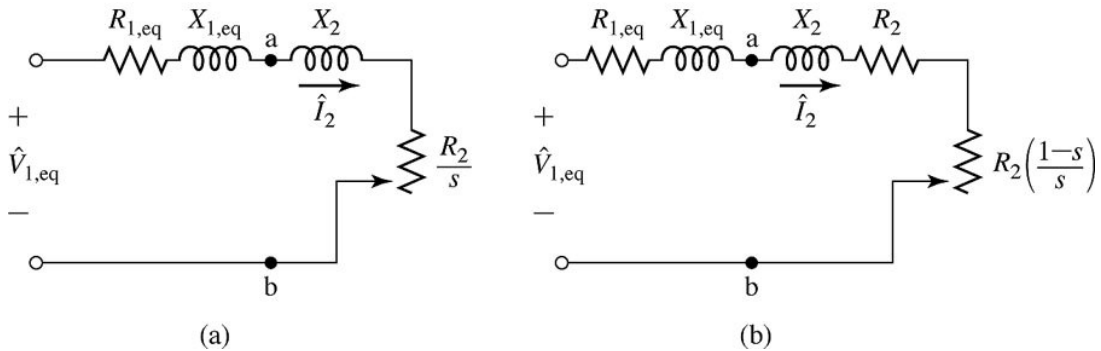 R₁,eq X₁,eq a X₂
Î₂
+
V̂₁,eq
−
R₂/s
b
(a)
R₁,eq X₁,eq a X₂ R₂
Î₂
+
V̂₁,eq
−
R₂(1−s/s)
b
(b)